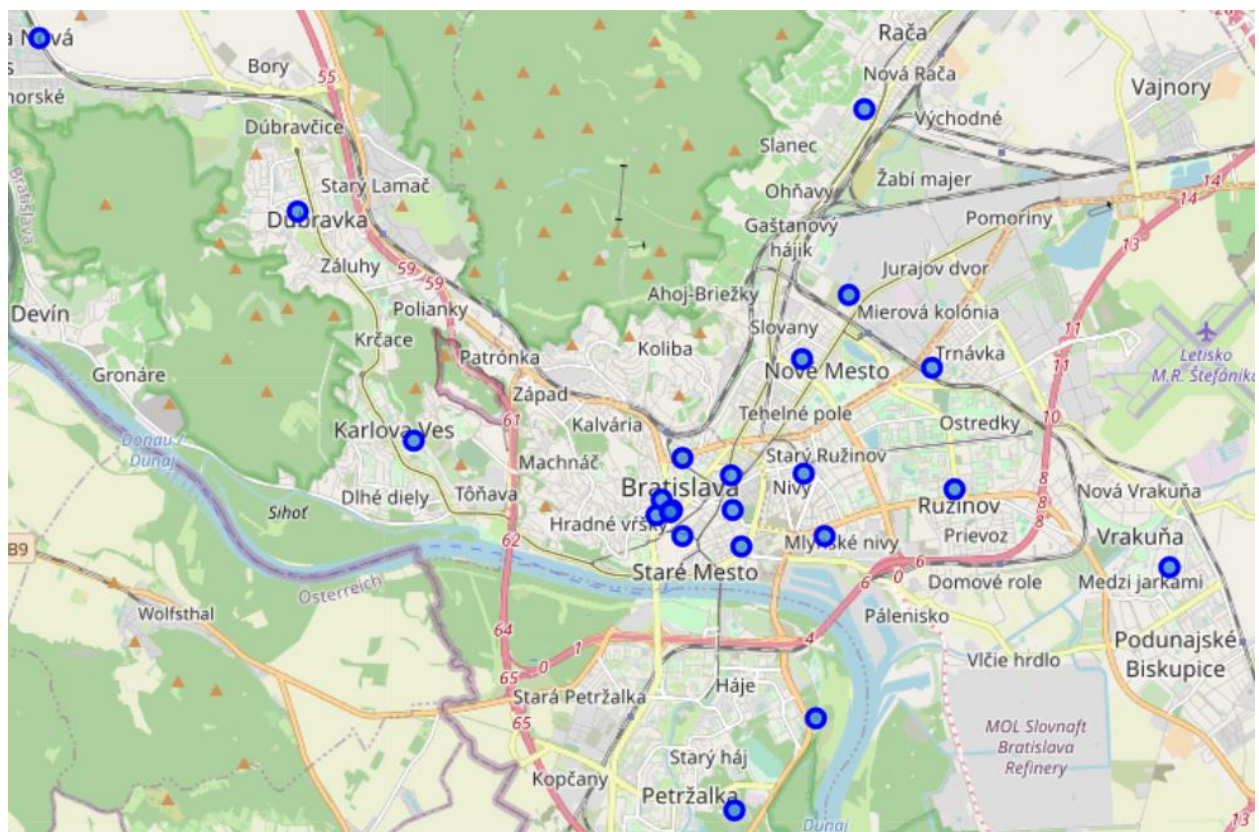 Rača
a Nová
s
morské
Bory
55
Nová Rača
Vajnory
Dúbravčice
Východné
Slanec
Starý Lamač
Žabí majer
Ohňavy
14
14
Bratislava
Dúbravka
Pomoriny
Gaštanový
hájik
13
Záluhy
59
59
Jurajov dvor
Ahoj-Briežky
Polianky
Mierová kolónia
Devín
Slovany
11
Krčace
Koliba
Patrónka
Trnávka
Letisko
M.R. Štefánika
Gronáre
Nové Mesto
11
Západ
Tehelné pole
10
Kalvária
61
Ostredky
Karlova Ves
Donau /
Dunaj
Starý Ružinov
Machnáč
Bratislava
Nivy
8
8
8
Nová Vrakuňa
Dlhé diely
Tôňava
Ružinov
Sihoť
Hradné vŕšky
Prievoz
Vrakuňa
62
Mlynské nivy
B9
Staré Mesto
6
0
6
Domové role
Medzi jarkami
Österreich
Wolfsthal
Pálenisko
64
4
0
1
Podunajské
Biskupice
Vlčie hrdlo
65
Háje
Stará Petržalka
65
MOL Slovnaft
Bratislava
Refinery
Starý háj
Kopčany
Petržalka
Dunaj
13